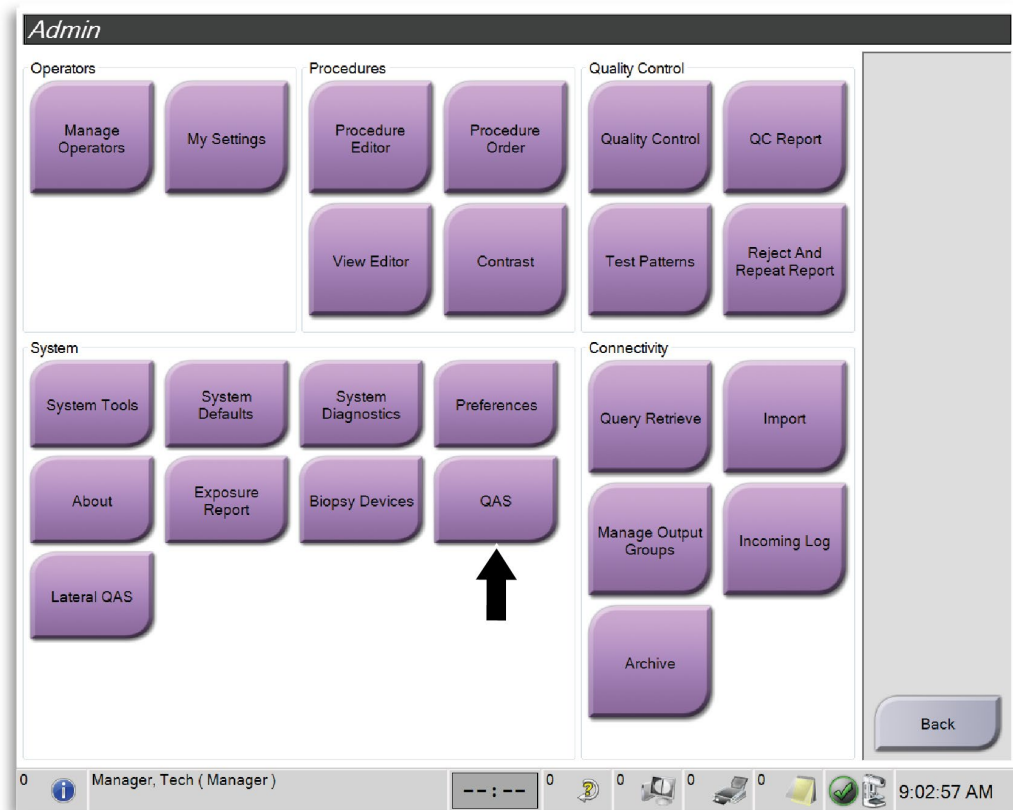 Admin
Operators
Manage
Operators
My Settings
Procedures
Procedure
Editor
Procedure
Order
View Editor
Contrast
Quality Control
Quality Control
QC Report
Test Patterns
Reject And
Repeat Report
System
System Tools
System
Defaults
System
Diagnostics
Preferences
About
Exposure
Report
Biopsy Devices
QAS
Lateral QAS
Connectivity
Query Retrieve
Import
Manage Output
Groups
Incoming Log
Archive
Back
0
Manager, Tech ( Manager )
--:--
0
0
0
0
9:02:57 AM